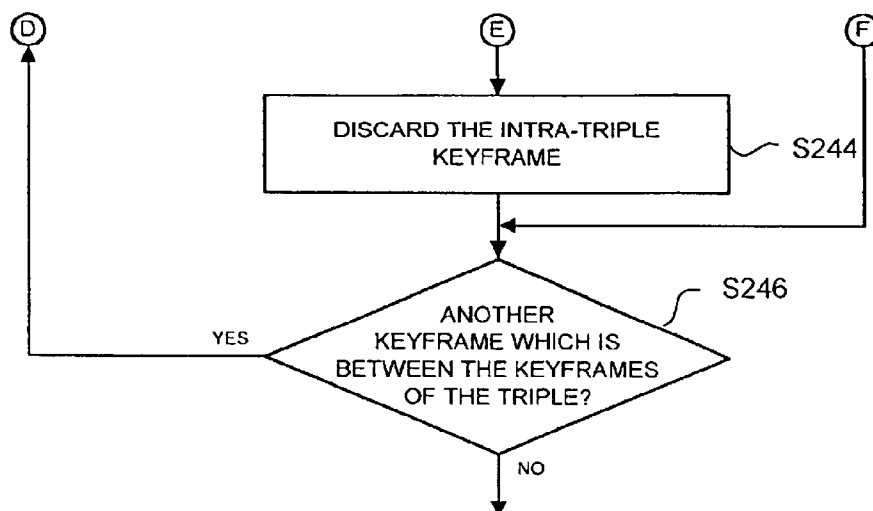 D
E
F
DISCARD THE INTRA-TRIPLE
KEYFRAME
S244
S246
ANOTHER
KEYFRAME WHICH IS
BETWEEN THE KEYFRAMES
OF THE TRIPLE?
YES
NO